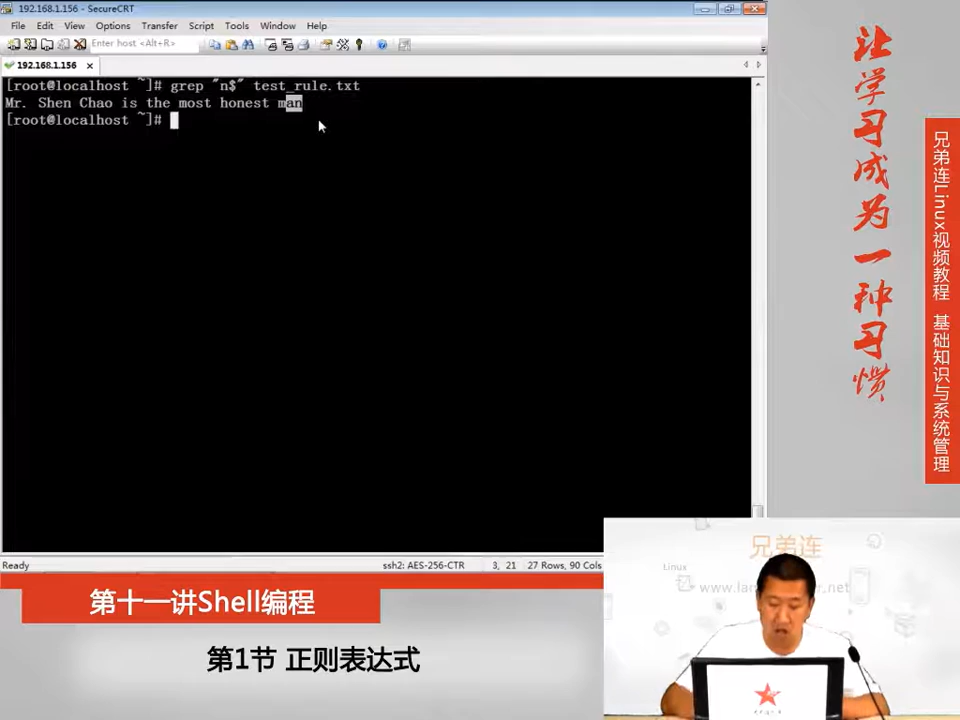 192.168.1.156 - SecureCRT
File Edit View Options Transfer Script Tools Window Help
Enter host <Alt+R>
192.168.1.156
[root@localhost ~]# grep "n$" test_rule.txt
Mr. Shen Chao is the most honest man
[root@localhost ~]#
Ready ssh2: AES-256-CTR 3, 21 27 Rows, 90 Cols
让学习成为一种习惯
兄弟连Linux视频教程 基础知识与系统管理
兄弟连
Linux
第十一讲Shell编程
第1节 正则表达式